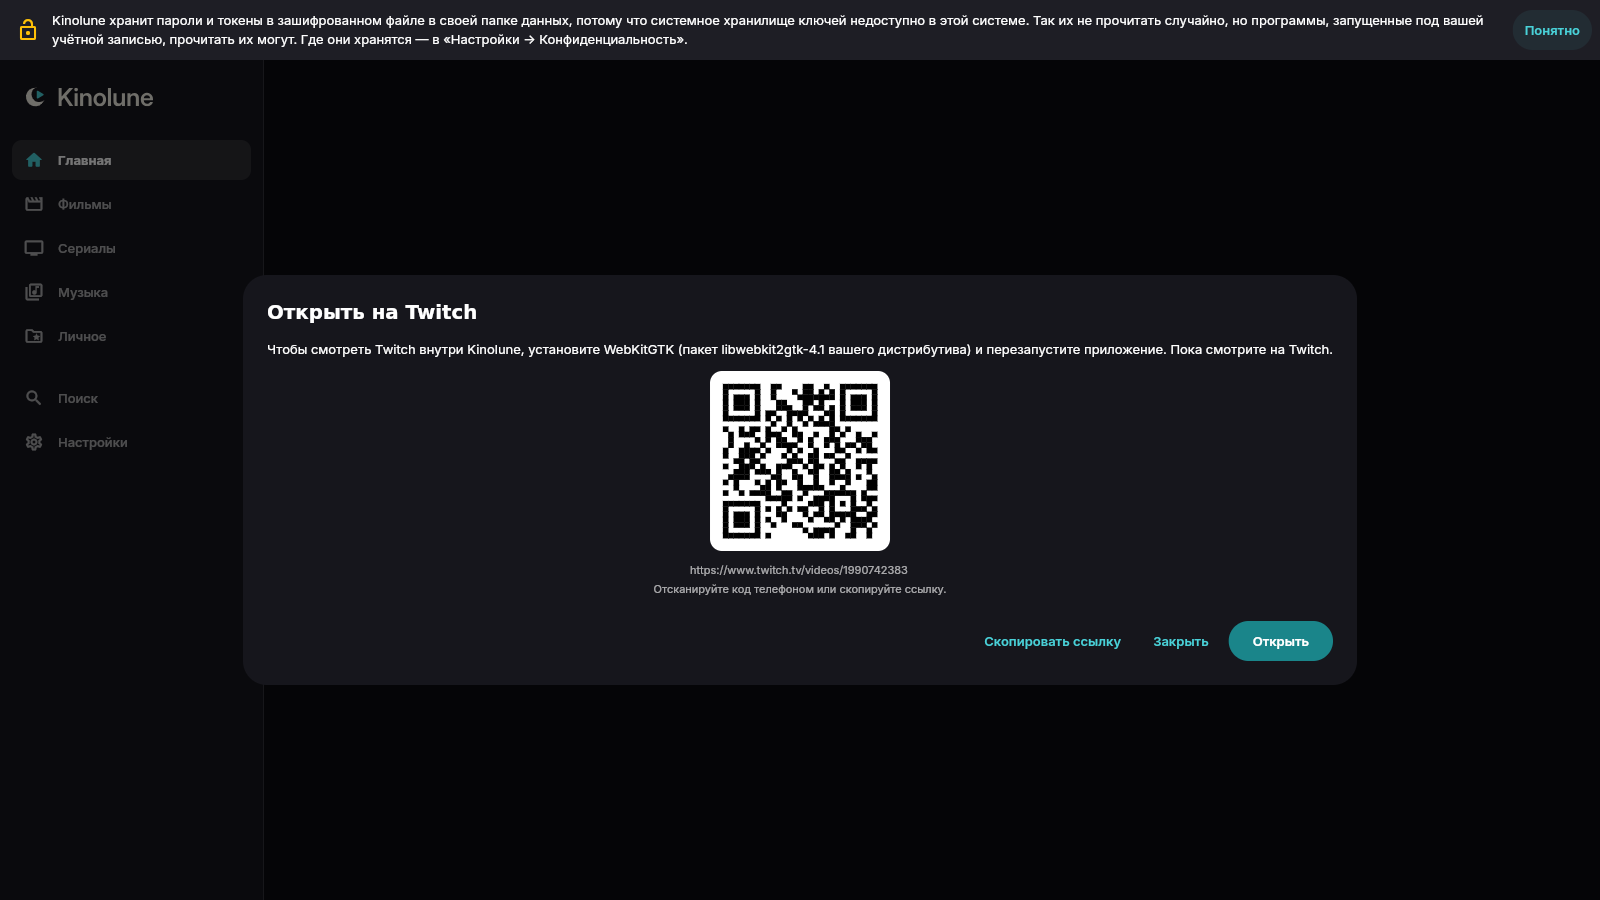 Kinolune хранит пароли и токены в зашифрованном файле в своей папке данных, потому что системное хранилище ключей недоступно в этой системе. Так их не прочитать случайно, но программы, запущенные под вашей
учётной записью, прочитать их могут. Где они хранятся — в «Настройки → Конфиденциальность».
Понятно
Kinolune
Главная
Фильмы
Сериалы
Музыка
Личное
Поиск
Настройки
Открыть на Twitch
Чтобы смотреть Twitch внутри Kinolune, установите WebKitGTK (пакет libwebkit2gtk-4.1 вашего дистрибутива) и перезапустите приложение. Пока смотрите на Twitch.
https://www.twitch.tv/videos/1990742383
Отсканируйте код телефоном или скопируйте ссылку.
Скопировать ссылку
Закрыть
Открыть